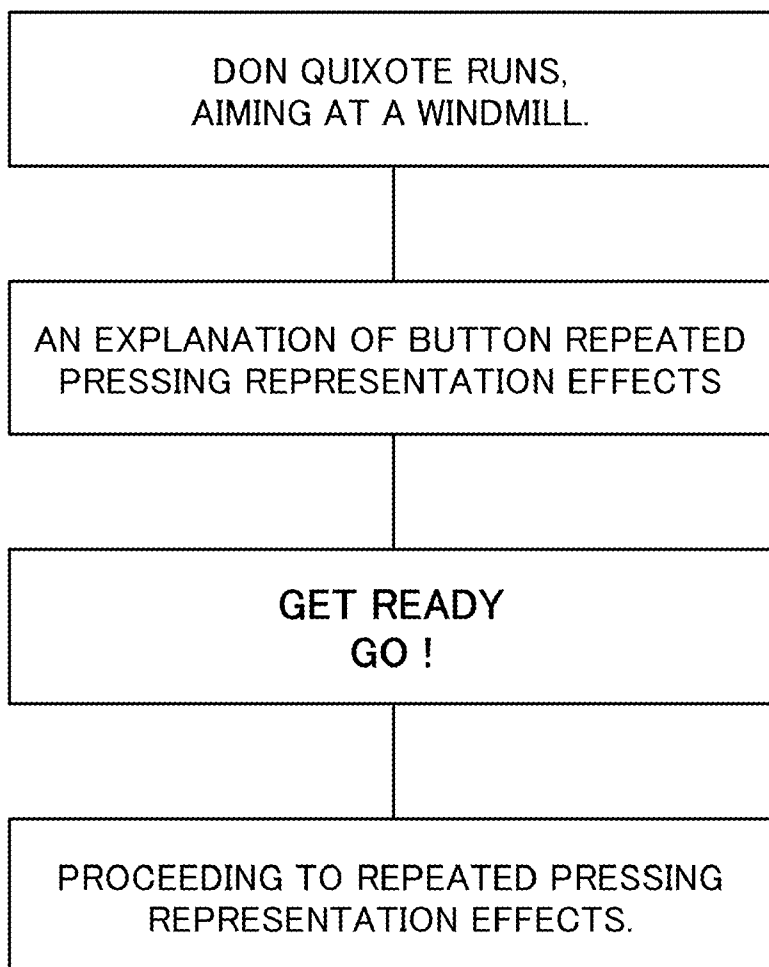 DON QUIXOTE RUNS,
AIMING AT A WINDMILL.
AN EXPLANATION OF BUTTON REPEATED
PRESSING REPRESENTATION EFFECTS
GET READY
GO !
PROCEEDING TO REPEATED PRESSING
REPRESENTATION EFFECTS.